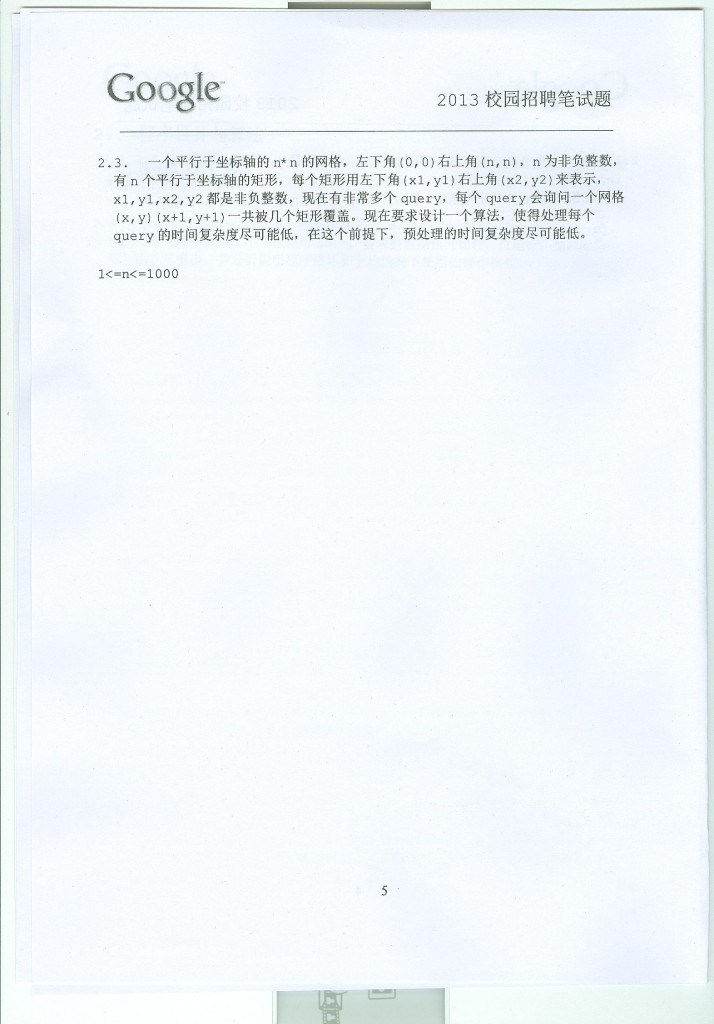 Google™
2013 校园招聘笔试题
2.3. 一个平行于坐标轴的 n*n 的网格，左下角(0,0)右上角(n,n)，n 为非负整数，
有 n 个平行于坐标轴的矩形，每个矩形用左下角(x1,y1)右上角(x2,y2)来表示，
x1,y1,x2,y2 都是非负整数，现在有非常多个 query，每个 query 会询问一个网格
(x,y)(x+1,y+1)一共被几个矩形覆盖。现在要求设计一个算法，使得处理每个
query 的时间复杂度尽可能低，在这个前提下，预处理的时间复杂度尽可能低。
1<=n<=1000
5